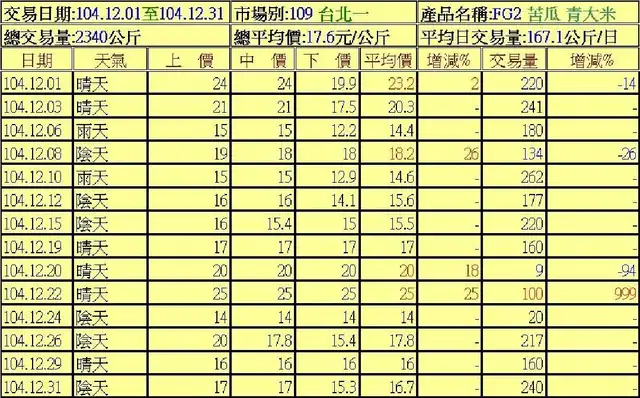 交易日期:104.12.01至104.12.31 市場別:109 台北一 產品名稱:FG2 苦瓜 青大米
總交易量:2340公斤 總平均價:17.6元/公斤 平均日交易量:167.1公斤/日
日期 天氣 上 價 中 價 下 價 平均價 增減% 交易量 增減%
104.12.01 晴天 24 24 19.9 23.2 2 220 -14
104.12.03 晴天 21 21 17.5 20.3 - 241 -
104.12.06 雨天 15 15 12.2 14.4 - 180 -
104.12.08 陰天 19 18 18 18.2 26 134 -26
104.12.10 雨天 15 15 12.9 14.6 - 262 -
104.12.12 陰天 16 16 14.1 15.6 - 177 -
104.12.15 陰天 16 15.4 15 15.5 - 220 -
104.12.19 晴天 17 17 17 17 - 160 -
104.12.20 晴天 20 20 20 20 18 9 -94
104.12.22 晴天 25 25 25 25 25 100 999
104.12.24 陰天 14 14 14 14 - 20 -
104.12.26 陰天 20 17.8 15.4 17.8 - 217 -
104.12.29 晴天 16 16 16 16 - 160 -
104.12.31 陰天 17 17 15.3 16.7 - 240 -